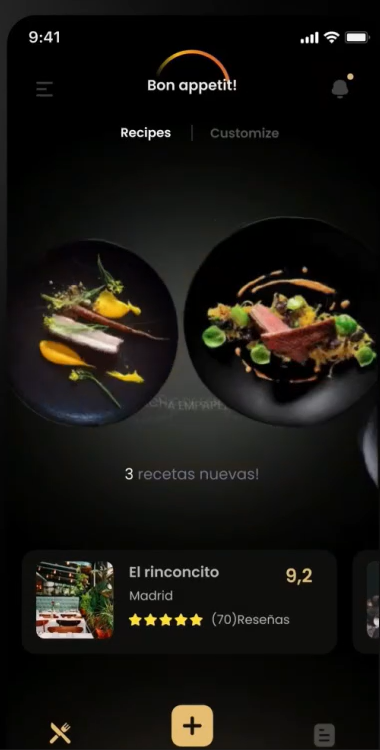 9:41
Bon appetit!
Recipes | Customize
3 recetas nuevas!
El rinconcito
9,2
Madrid
(70)Reseñas